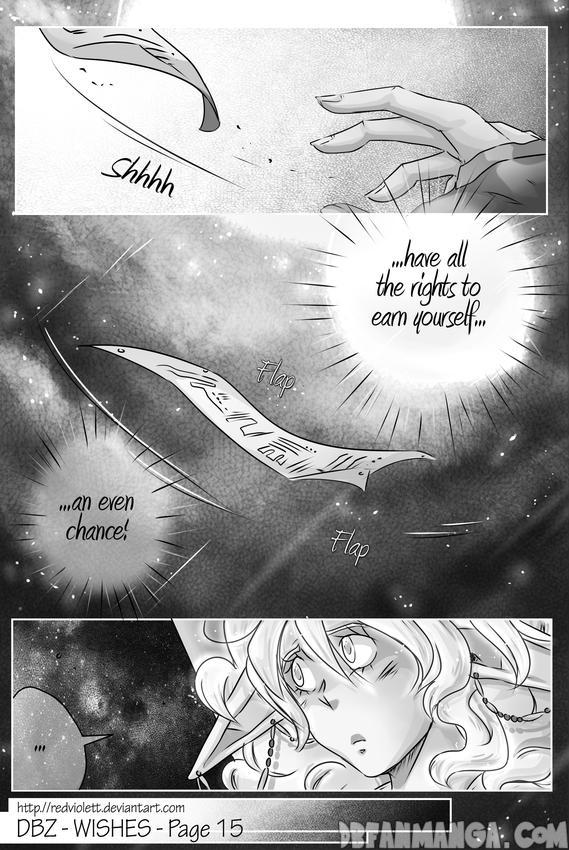 Shhhh
...have all
the rights to
earn yourself...
Flap
...an even
chance!
Flap
...
http://redviolett.deviantart.com
DBZ - WISHES - Page 15
DBFANMANGA.COM